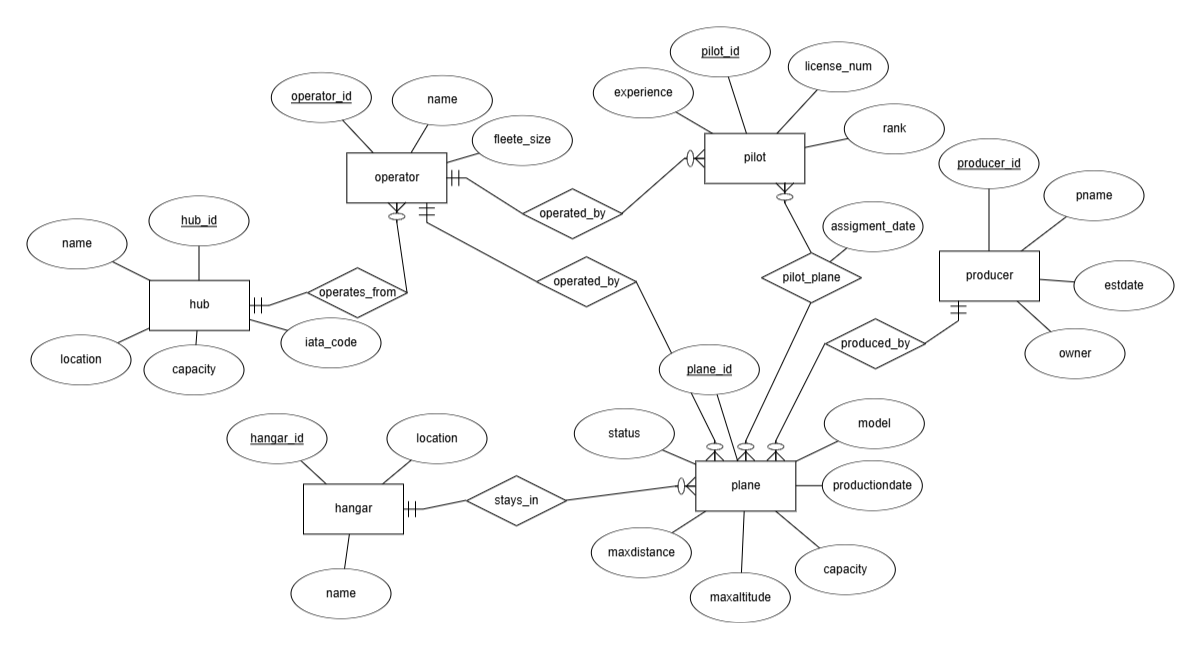 pilot_id
license_num
experience
operator_id
name
rank
fleete_size
pilot
producer_id
operator
pname
operated_by
hub_id
assigment_date
name
operated_by
pilot_plane
producer
estdate
operates_from
hub
iata_code
produced_by
owner
location
capacity
plane_id
model
status
hangar_id
location
plane
productiondate
stays_in
hangar
maxdistance
capacity
name
maxaltitude